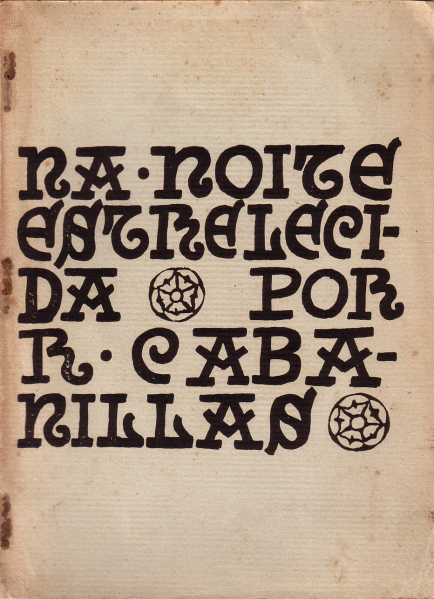 NA · NOITE
ESTRELECI-
DA POR
R · CABA-
NILLAS